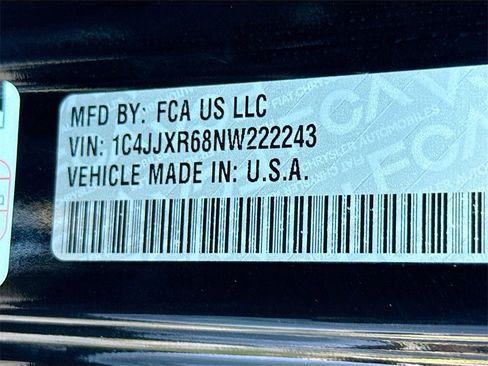 MFD BY: FCA US LLC
VIN: 1C4JJXR68NW222243
VEHICLE MADE IN: U.S.A.